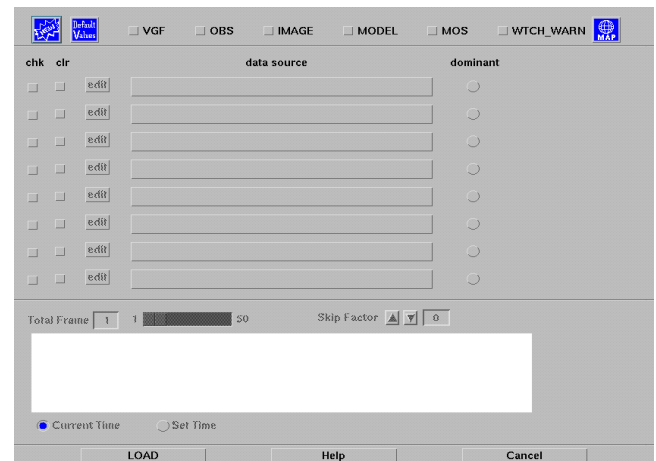 NEW!
Default Values VGF OBS IMAGE MODEL MOS WTCH_WARN MAP
chk clr data source dominant
edit
edit
edit
edit
edit
edit
edit
edit
Total Frame 1 1 50 Skip Factor 0
Current Time Set Time
LOAD Help Cancel